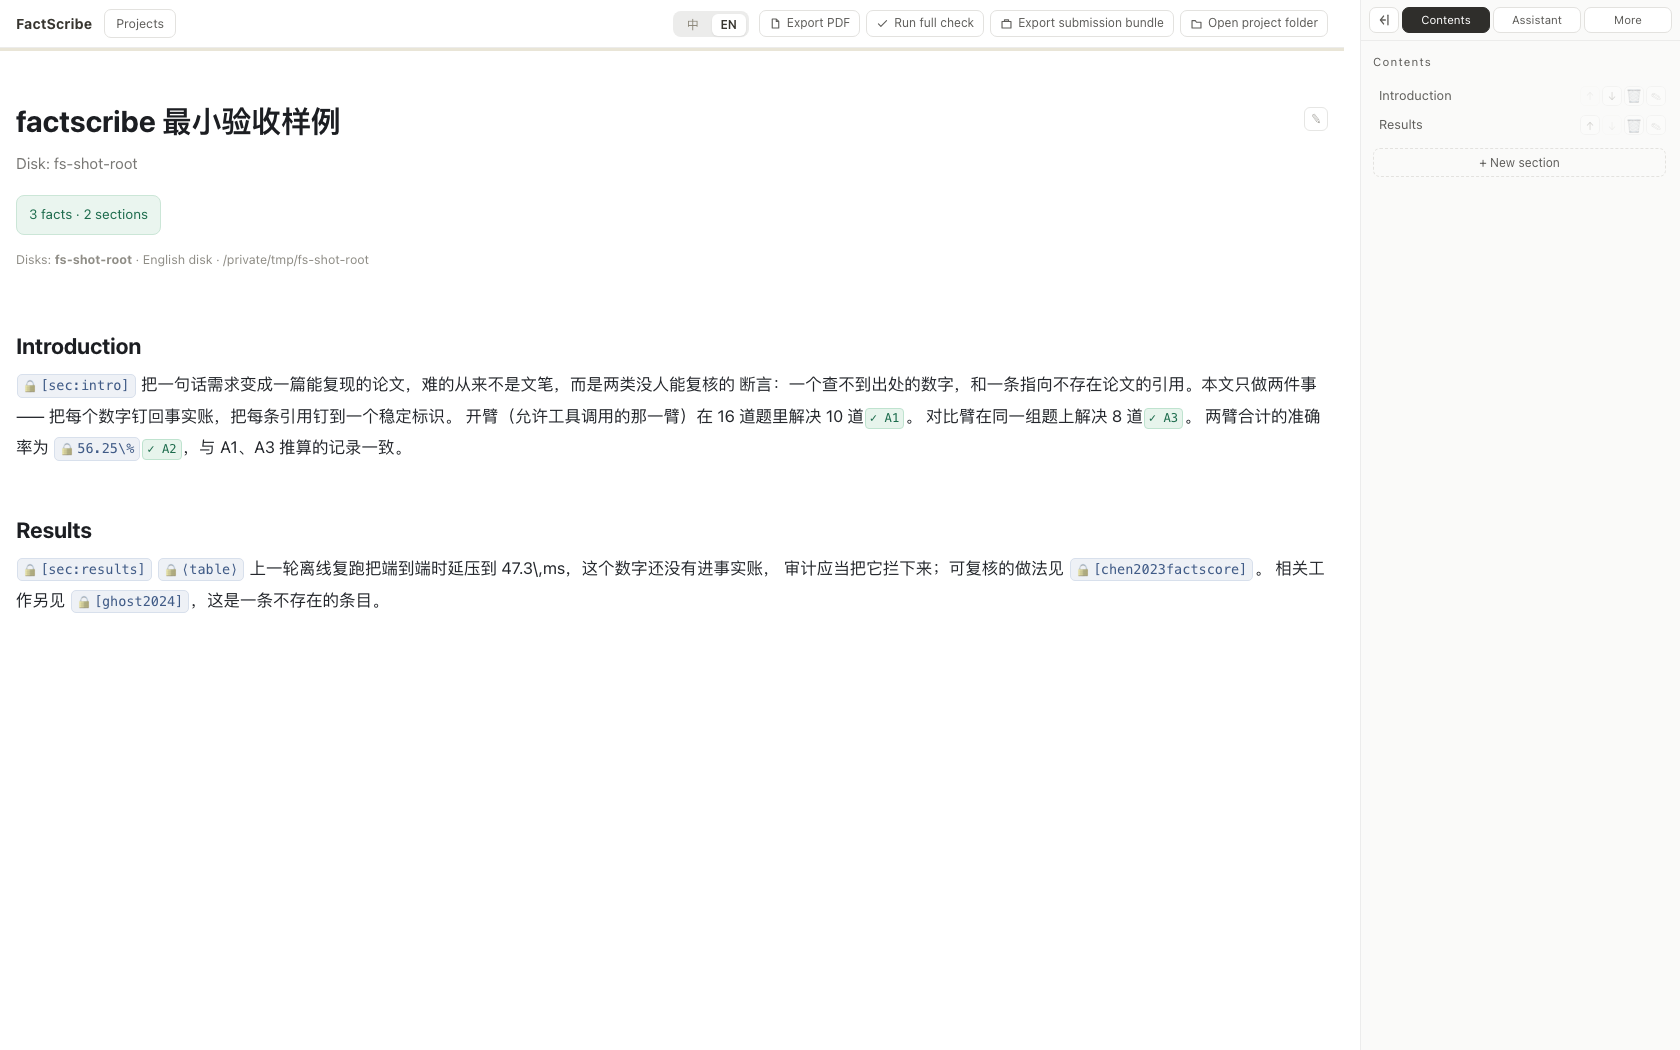 FactScribe Projects 中 EN Export PDF Run full check Export submission bundle Open project folder
Contents Assistant More
Contents
Introduction
Results
+ New section
factscribe 最小验收样例
Disk: fs-shot-root
3 facts · 2 sections
Disks: fs-shot-root · English disk · /private/tmp/fs-shot-root
Introduction
[sec:intro] 把一句话需求变成一篇能复现的论文，难的从来不是文笔，而是两类没人能复核的 断言：一个查不到出处的数字，和一条指向不存在论文的引用。本文只做两件事
—— 把每个数字钉回事实账，把每条引用钉到一个稳定标识。 开臂（允许工具调用的那一臂）在 16 道题里解决 10 道 ✓ A1 。 对比臂在同一组题上解决 8 道 ✓ A3 。 两臂合计的准确
率为 56.25\% ✓ A2 ，与 A1、A3 推算的记录一致。
Results
[sec:results] ⟨table⟩ 上一轮离线复跑把端到端时延压到 47.3\,ms，这个数字还没有进事实账， 审计应当把它拦下来；可复核的做法见 [chen2023factscore] 。 相关工
作另见 [ghost2024] ，这是一条不存在的条目。